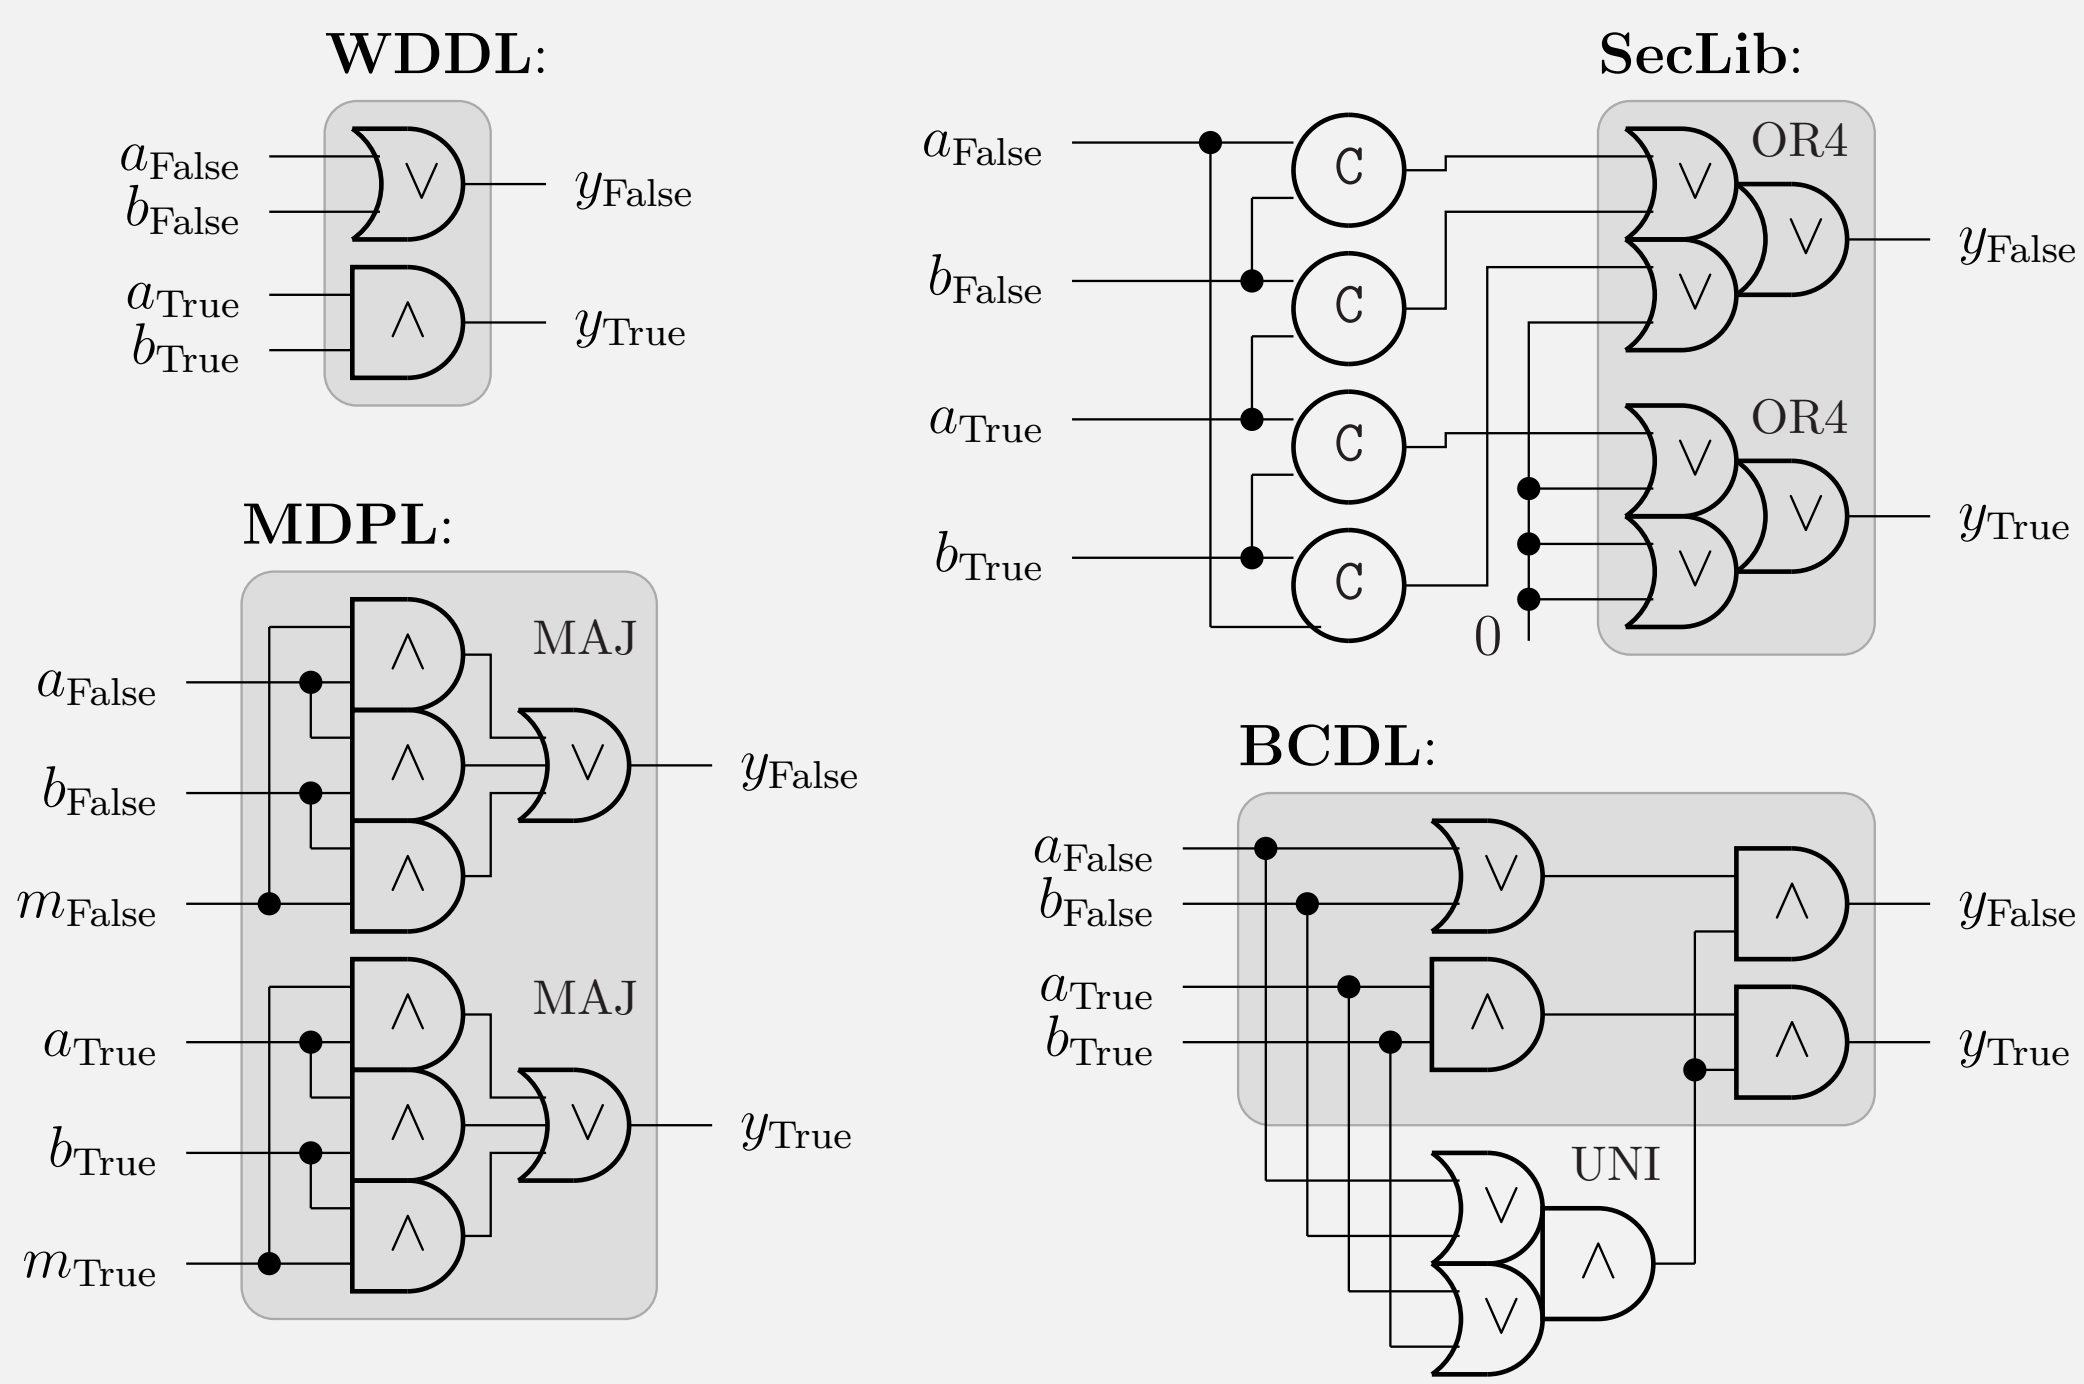 WDDL:
a_False
b_False
a_True
b_True
∨
∧
y_False
y_True
SecLib:
a_False
b_False
a_True
b_True
C
C
C
C
0
OR4
∨
∨
∨
y_False
OR4
∨
∨
∨
y_True
MDPL:
a_False
b_False
m_False
∧
∧
∧
MAJ
∨
y_False
a_True
b_True
m_True
∧
∧
∧
MAJ
∨
y_True
BCDL:
a_False
b_False
a_True
b_True
∨
∧
∧
∧
y_False
y_True
UNI
∨
∨
∧